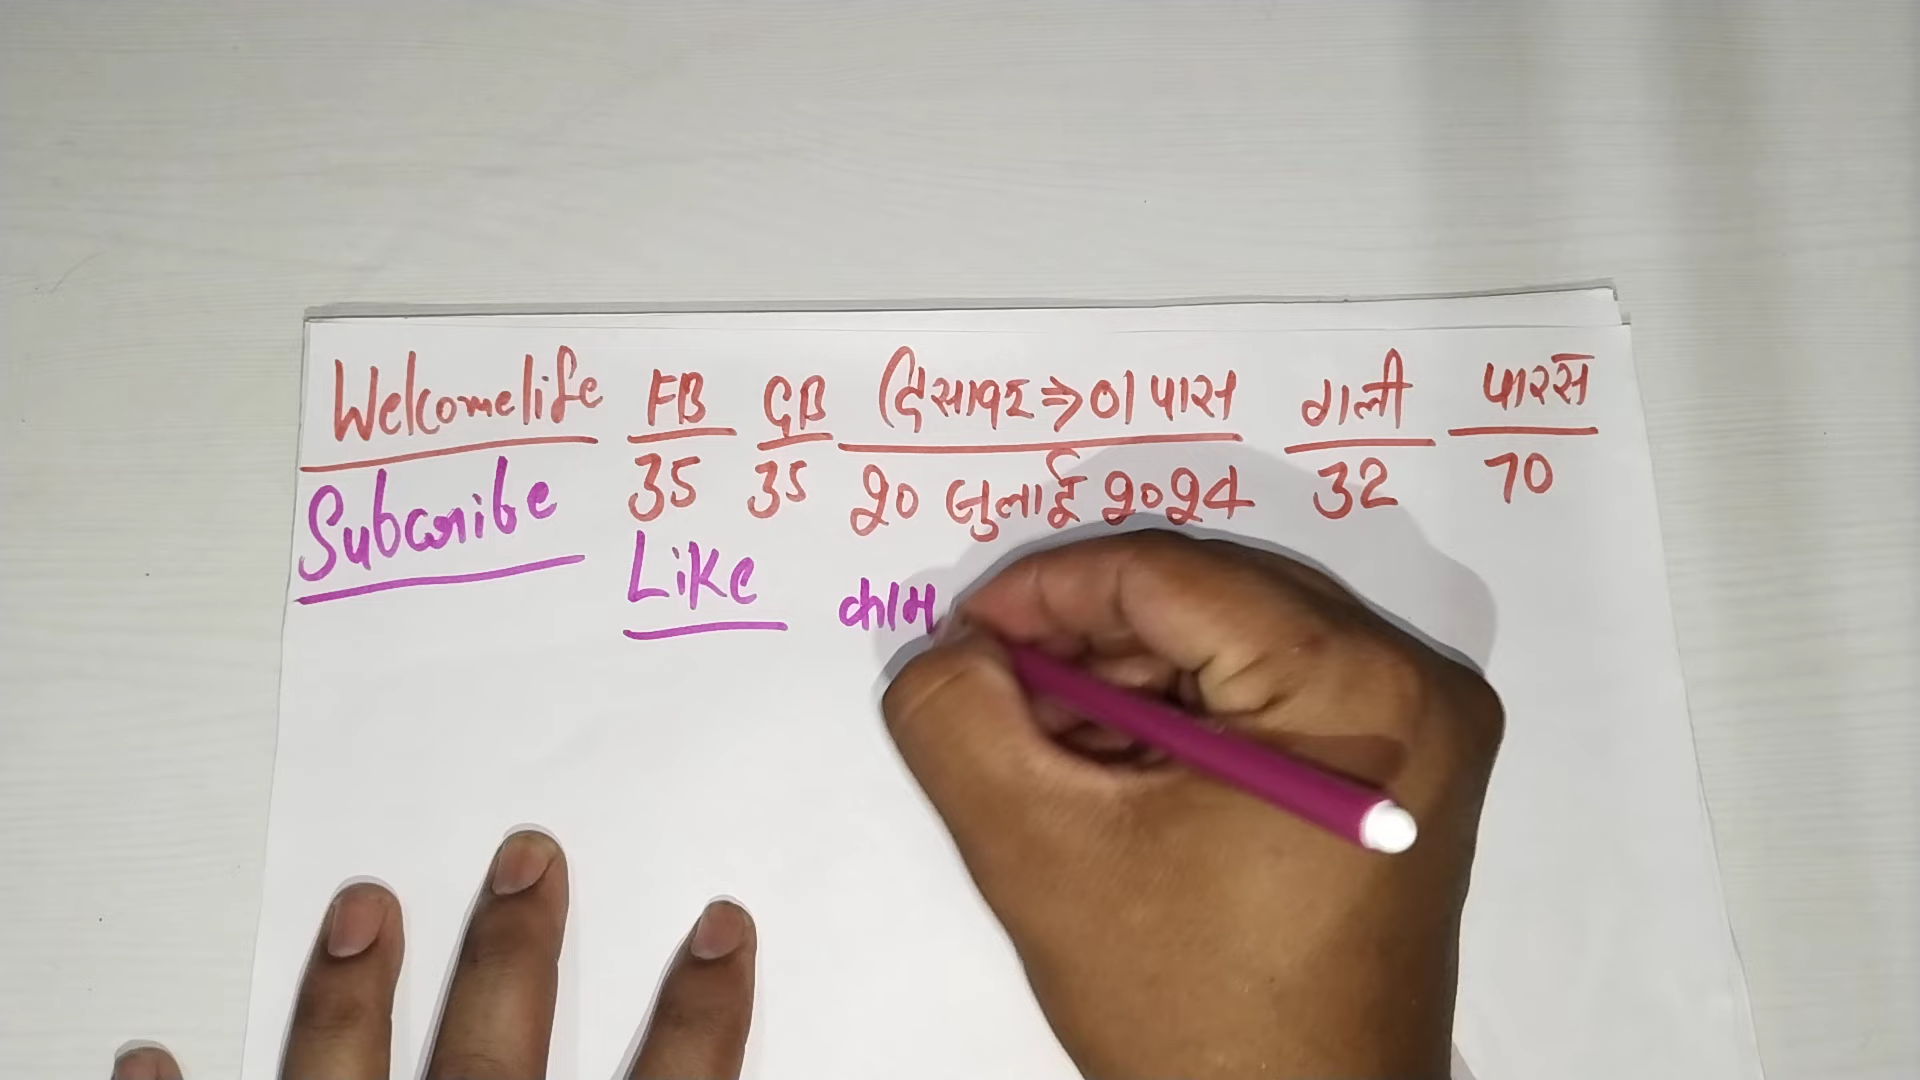 Welcomelife FB GB दिसावर ⇒ 01 पास गली पारस
Subcribe 35 35 20 जुलाई 2024 32 70
Like काम